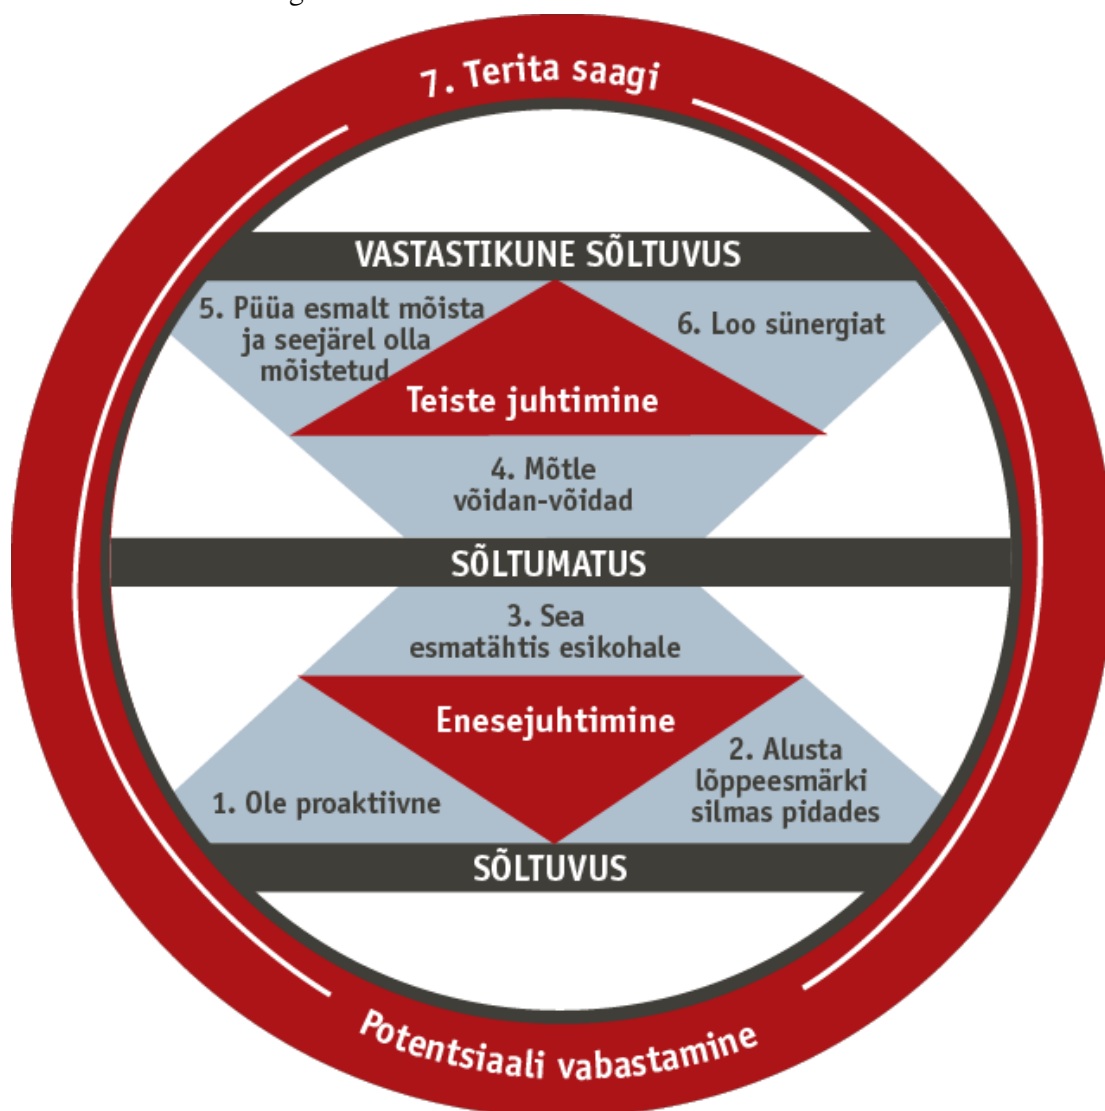 7. Terita saagi
VASTASTIKUNE SÕLTUVUS
5. Püüa esmalt mõista
ja seejärel olla
mõistetud
6. Loo sünergiat
Teiste juhtimine
4. Mõtle
võidan-võidad
SÕLTUMATUS
3. Sea
esmatähtis esikohale
Enesejuhtimine
1. Ole proaktiivne
2. Alusta
lõppeesmärki
silmas pidades
SÕLTUVUS
Potentsiaali vabastamine